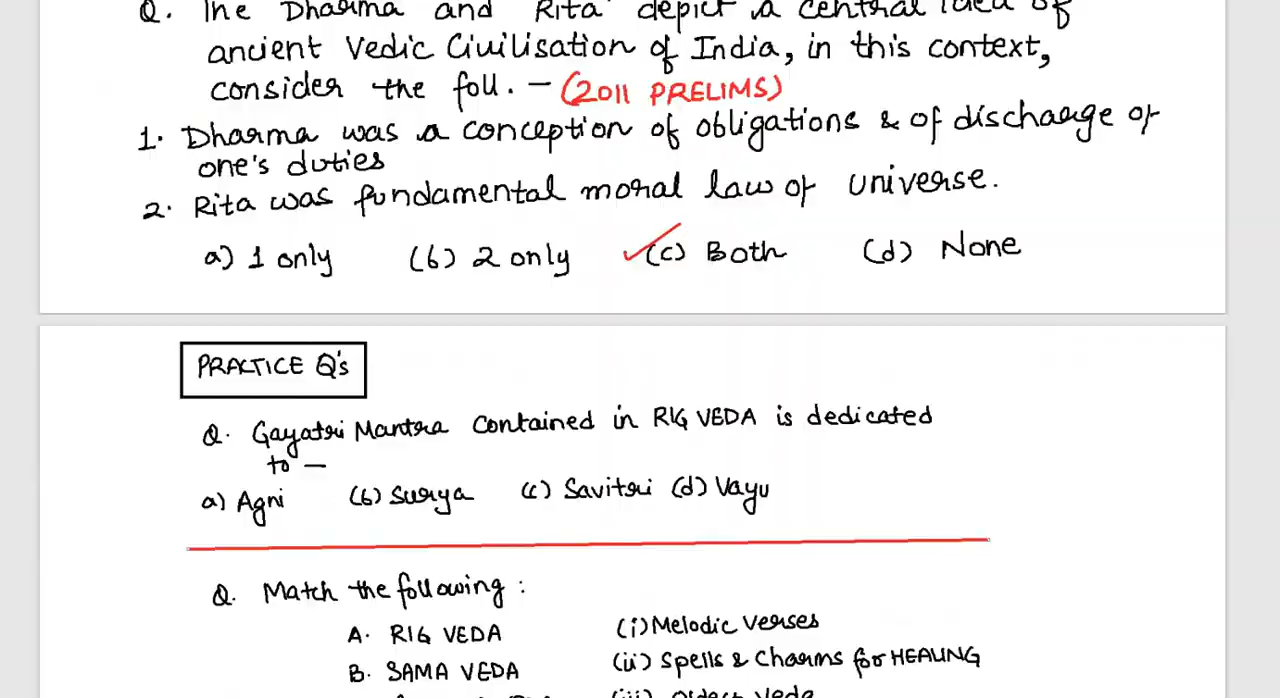 Q. The Dharma and Rita depict a central idea of
ancient Vedic Civilisation of India, in this context,
consider the foll. — (2011 PRELIMS)
1. Dharma was a conception of obligations & of discharge of
one's duties
2. Rita was fundamental moral law of universe.
a) 1 only (b) 2 only (c) Both (d) None
PRACTICE Q's
Q. Gayatri Mantra contained in RIG VEDA is dedicated
to —
a) Agni (b) Surya (c) Savitri (d) Vayu
Q. Match the following :
A. RIG VEDA (i) Melodic verses
B. SAMA VEDA (ii) Spells & Charms for HEALING
(iii) Oldest Veda